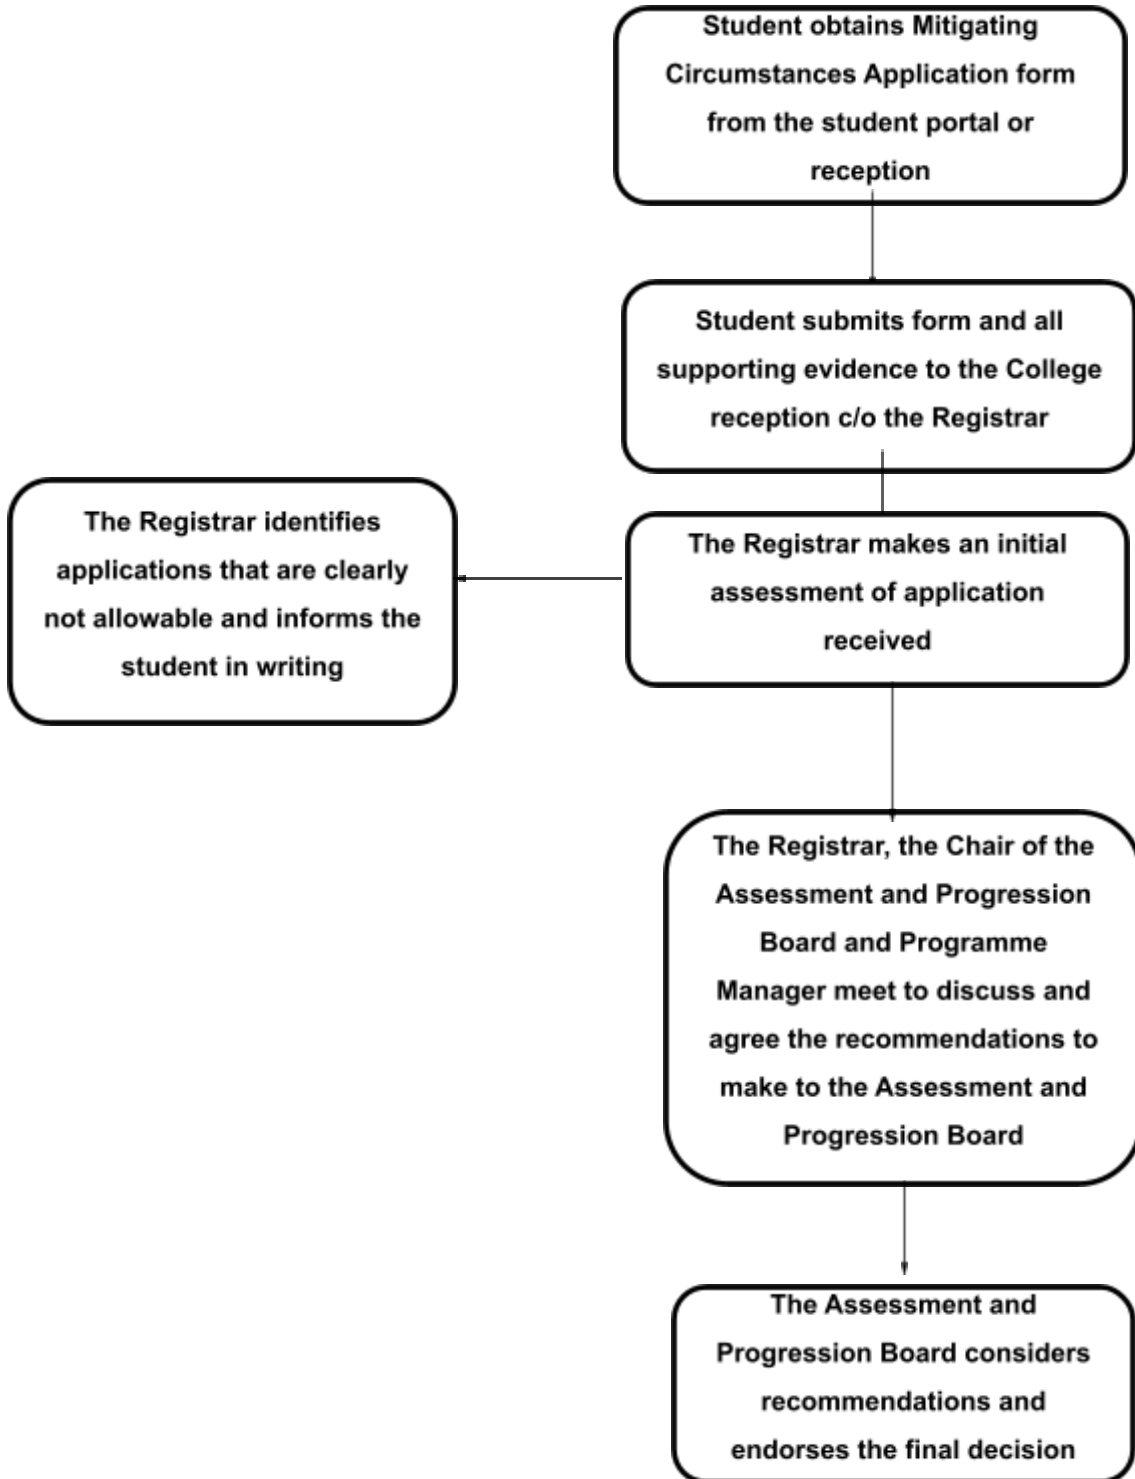 Student obtains Mitigating
Circumstances Application form
from the student portal or
reception
Student submits form and all
supporting evidence to the College
reception c/o the Registrar
The Registrar identifies
applications that are clearly
not allowable and informs the
student in writing
The Registrar makes an initial
assessment of application
received
The Registrar, the Chair of the
Assessment and Progression
Board and Programme
Manager meet to discuss and
agree the recommendations to
make to the Assessment and
Progression Board
The Assessment and
Progression Board considers
recommendations and
endorses the final decision